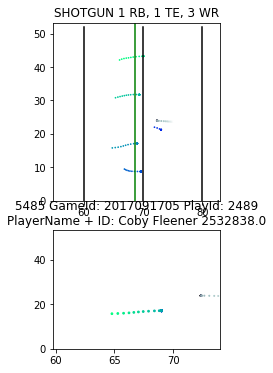 SHOTGUN 1 RB, 1 TE, 3 WR
50
40
30
20
10
0
60 70 80
5485 GameId: 2017091705 PlayId: 2489
PlayerName + ID: Coby Fleener 2532838.0
40
20
0
60 65 70